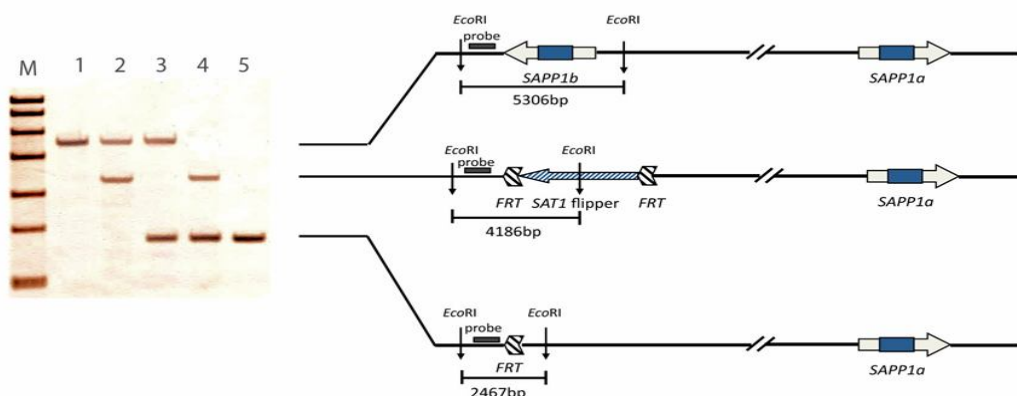 M 1 2 3 4 5
EcoRI EcoRI
probe
SAPP1b SAPP1a
5306bp
EcoRI EcoRI
probe
FRT SAT1 flipper FRT SAPP1a
4186bp
EcoRI EcoRI
probe
FRT SAPP1a
2467bp